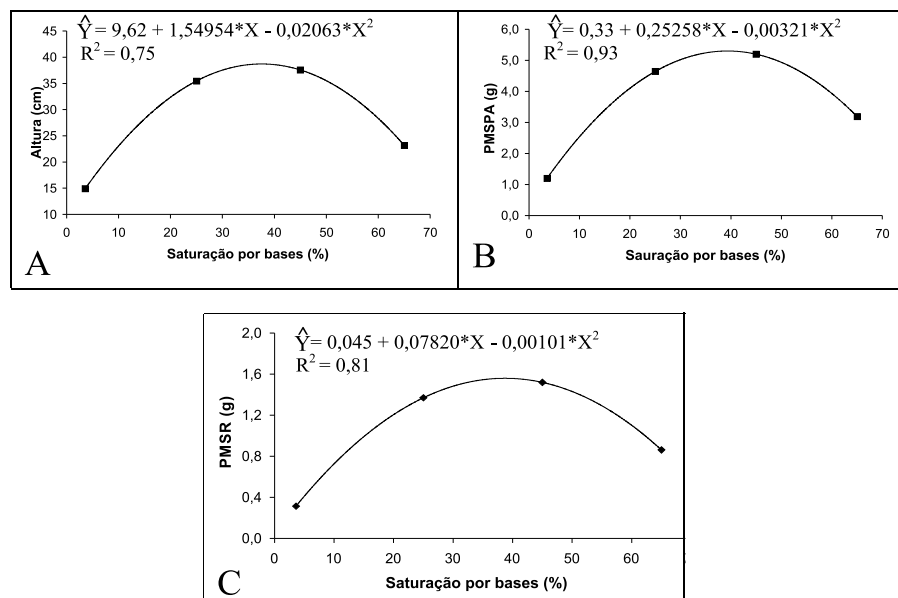 Ŷ= 9,62 + 1,54954*X - 0,02063*X²
R² = 0,75
45
40
35
30
25
20
15
10
Altura (cm)
0 10 20 30 40 50 60 70
Saturação por bases (%)
A
Ŷ= 0,33 + 0,25258*X - 0,00321*X²
R² = 0,93
6,0
5,0
4,0
3,0
2,0
1,0
0,0
PMSPA (g)
0 10 20 30 40 50 60 70
Sauração por bases (%)
B
Ŷ= 0,045 + 0,07820*X - 0,00101*X²
R² = 0,81
2,0
1,6
1,2
0,8
0,4
0,0
PMSR (g)
0 10 20 30 40 50 60
Saturação por bases (%)
C